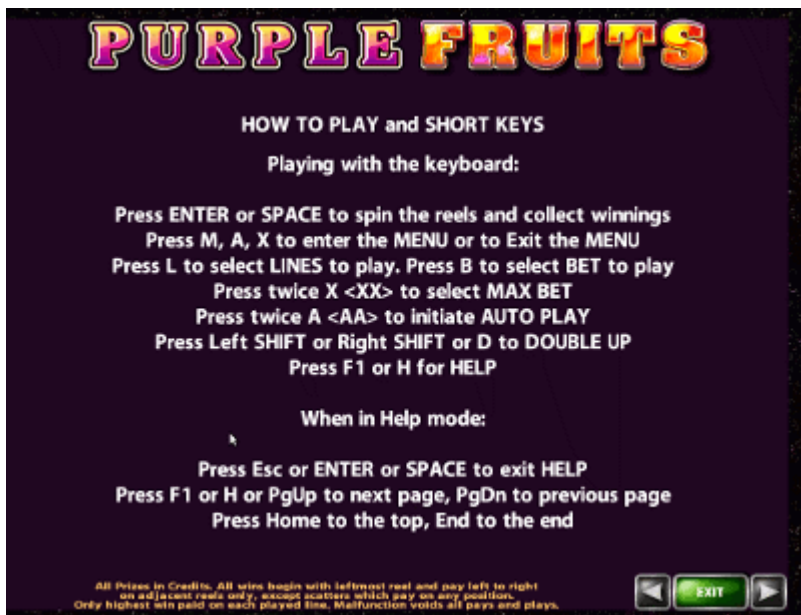 PURPLE FRUITS
HOW TO PLAY and SHORT KEYS
Playing with the keyboard:
Press ENTER or SPACE to spin the reels and collect winnings
Press M, A, X to enter the MENU or to Exit the MENU
Press L to select LINES to play. Press B to select BET to play
Press twice X <XX> to select MAX BET
Press twice A <AA> to initiate AUTO PLAY
Press Left SHIFT or Right SHIFT or D to DOUBLE UP
Press F1 or H for HELP
When in Help mode:
Press Esc or ENTER or SPACE to exit HELP
Press F1 or H or PgUp to next page, PgDn to previous page
Press Home to the top, End to the end
All Prizes in Credits. All wins begin with leftmost reel and pay left to right
on adjacent reels only, except scatters which pay on any position.
Only highest win paid on each played line. Malfunction voids all pays and plays.
EXIT